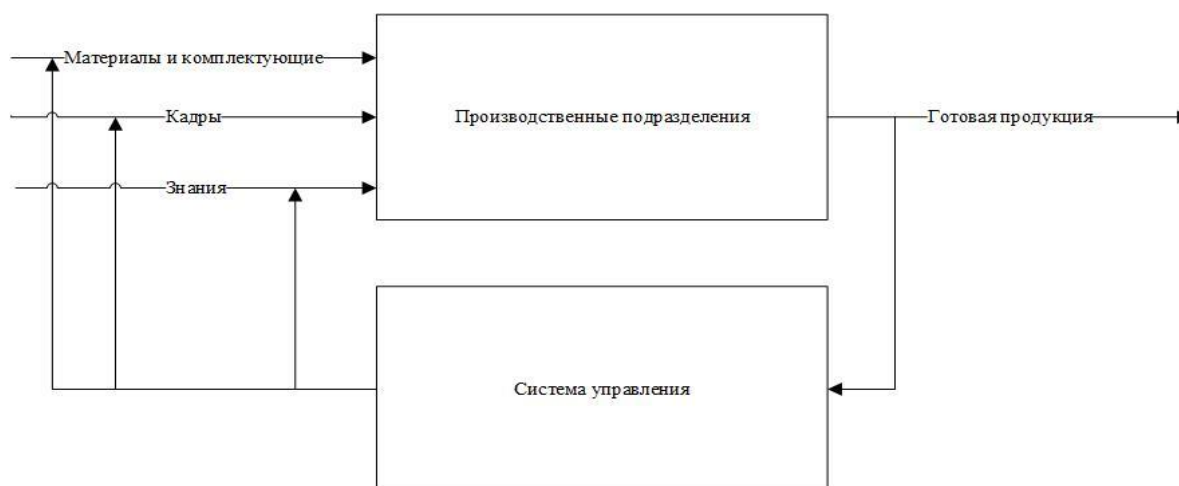 Материалы и комплектующие
Кадры
Производственные подразделения
Готовая продукция
Знания
Система управления